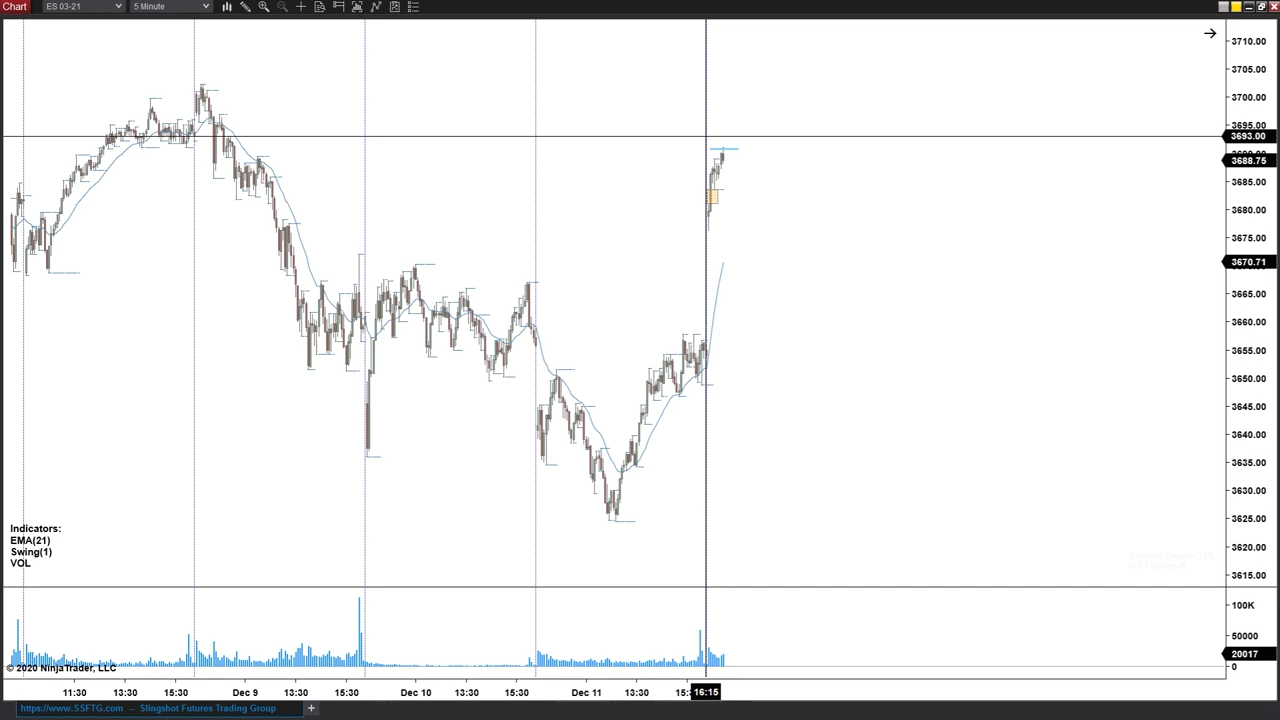 Chart ES 03-21 5 Minute
3710.00
3705.00
3700.00
3695.00
3693.00
3688.75
3685.00
3680.00
3675.00
3670.71
3665.00
3660.00
3655.00
3650.00
3645.00
3640.00
3635.00
3630.00
3625.00
3620.00
3615.00
Indicators:
EMA(21)
Swing(1)
VOL
100K
50000
20017
0
© 2020 NinjaTrader, LLC
11:30 13:30 15:30 Dec 9 13:30 15:30 Dec 10 13:30 15:30 Dec 11 13:30 16:15
https://www.SSFTG.com – Slingshot Futures Trading Group +